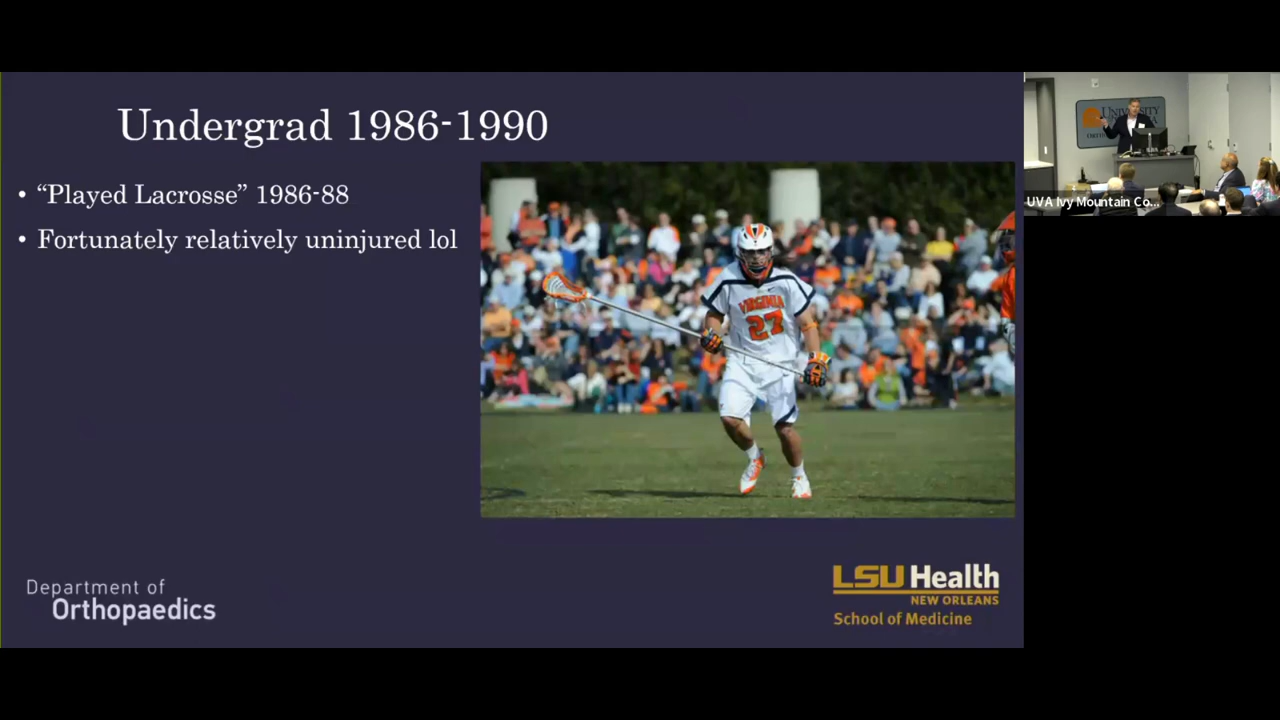 Undergrad 1986-1990
• “Played Lacrosse” 1986-88
• Fortunately relatively uninjured lol
VIRGINIA
27
Department of
Orthopaedics
LSU Health
NEW ORLEANS
School of Medicine
UNIVERSITY
UVA Ivy Mountain Co...